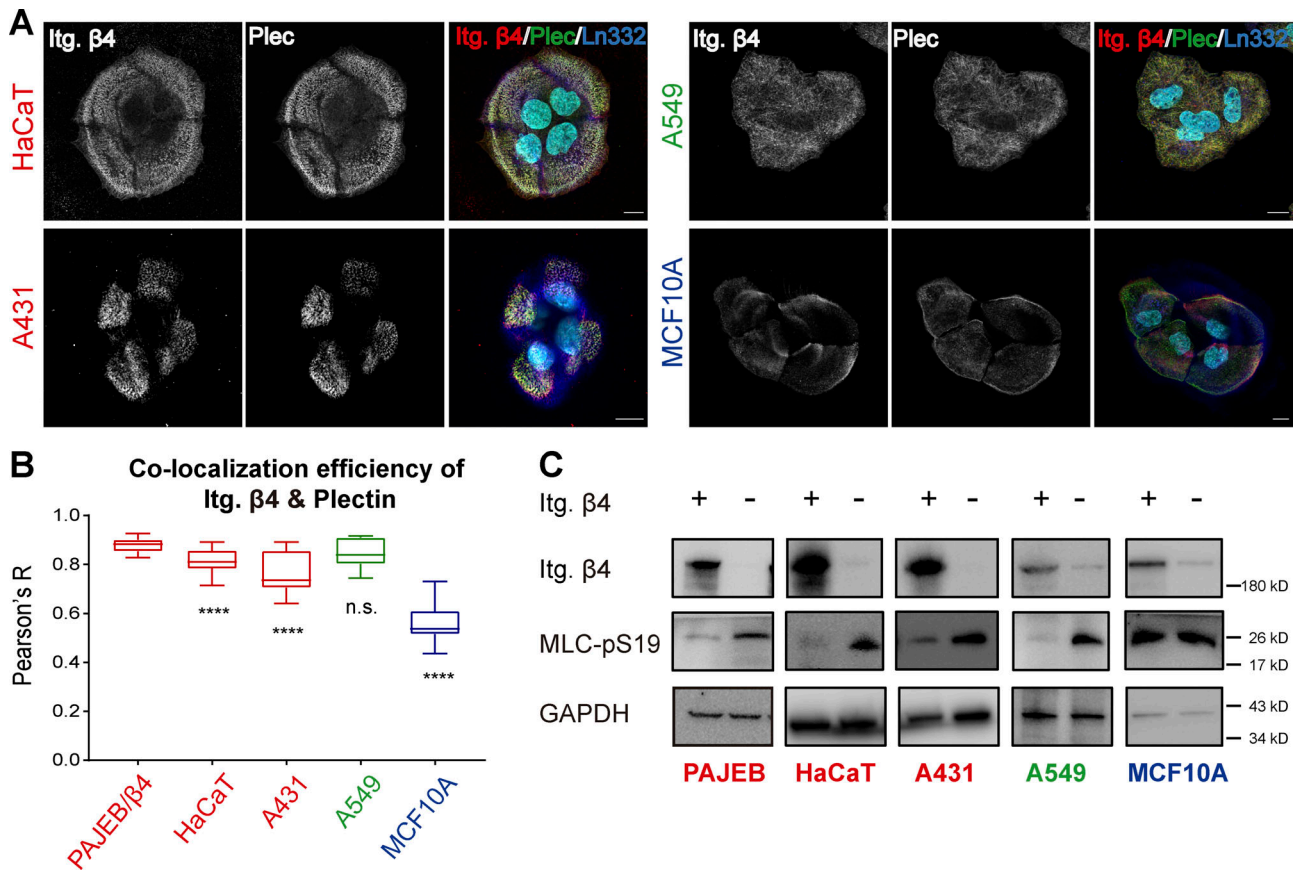 A
Itg. β4
Plec
Itg. β4/Plec/Ln332
HaCaT
Itg. β4
Plec
Itg. β4/Plec/Ln332
A549
A431
MCF10A
B
Co-localization efficiency of
Itg. β4 & Plectin
Pearson's R
1.0
0.8
0.6
0.4
0.2
0.0
****
****
n.s.
****
PAJEB/β4
HaCaT
A431
A549
MCF10A
C
Itg. β4 + - + - + - + - + -
Itg. β4
180 kD
MLC-pS19
26 kD
17 kD
GAPDH
43 kD
34 kD
PAJEB HaCaT A431 A549 MCF10A